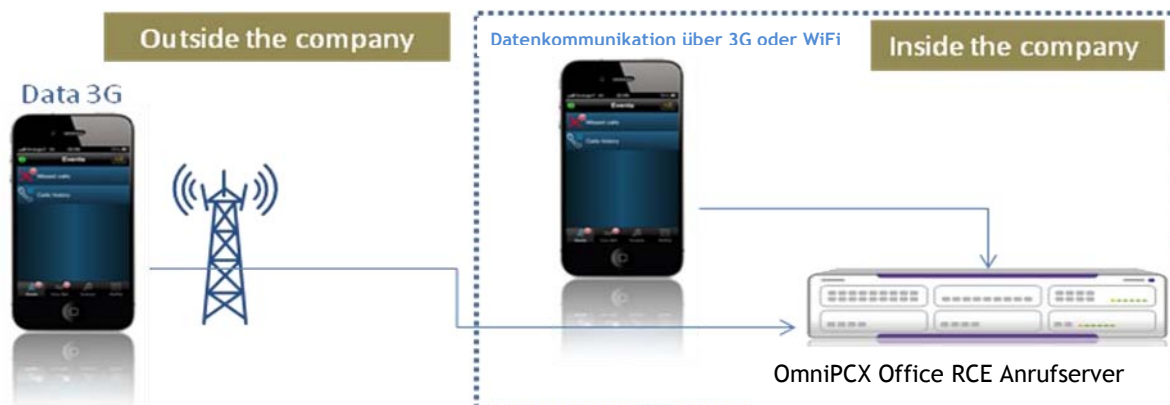 Outside the company
Datenkommunikation über 3G oder WiFi
Inside the company
Data 3G
Events
Missed calls
Calls history
Events
Missed calls
Calls history
OmniPCX Office RCE Anrufserver